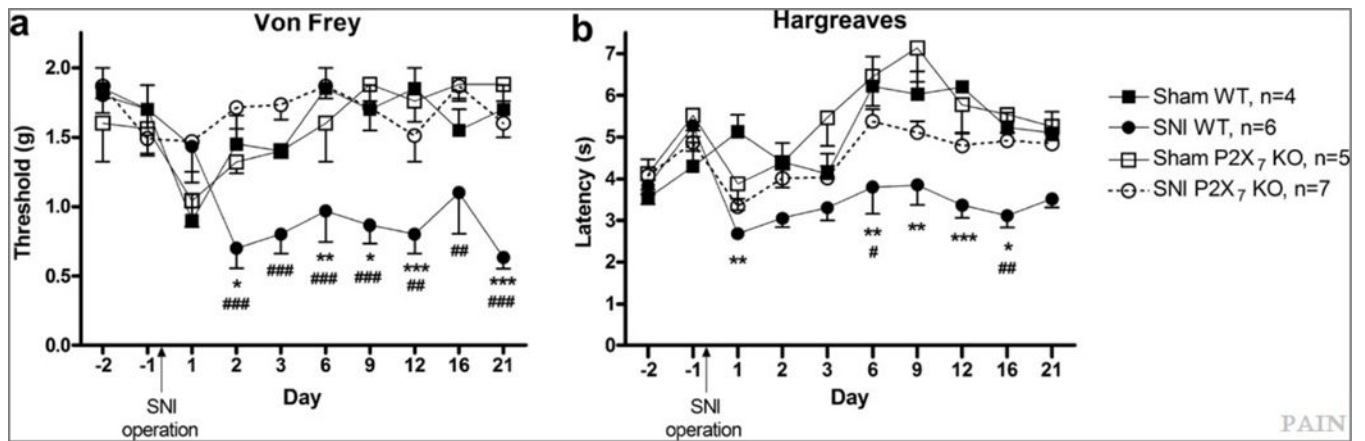 a
Von Frey
Threshold (g)
2.0
1.5
1.0
0.5
0.0
*
###
###
**
###
*
###
***
##
##
***
###
-2 -1 1 2 3 6 9 12 16 21
Day
SNI
operation
b
Hargreaves
Latency (s)
7
6
5
4
3
2
1
0
**
**
#
**
***
*
##
-2 -1 1 2 3 6 9 12 16 21
Day
SNI
operation
Sham WT, n=4
SNI WT, n=6
Sham P2X₇ KO, n=5
SNI P2X₇ KO, n=7
PAIN